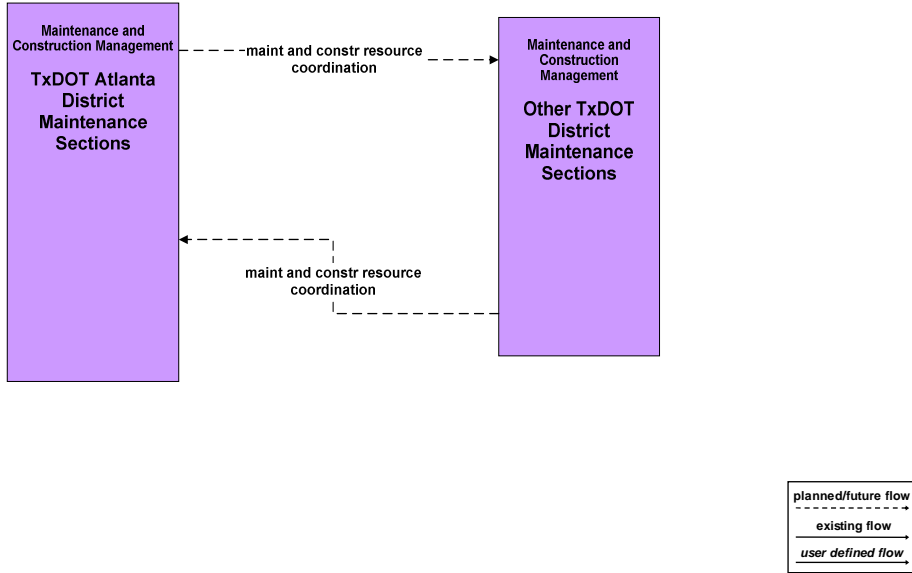 Maintenance and
Construction Management
TxDOT Atlanta
District
Maintenance
Sections
maint and constr resource
coordination
Maintenance and
Construction
Management
Other TxDOT
District
Maintenance
Sections
maint and constr resource
coordination
planned/future flow
existing flow
user defined flow